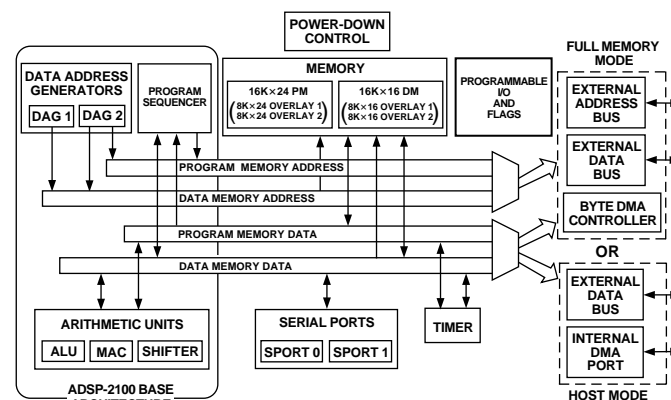 POWER-DOWN
CONTROL
FULL MEMORY
MODE
DATA ADDRESS
GENERATORS
DAG 1
DAG 2
PROGRAM
SEQUENCER
MEMORY
16K×24 PM
(8K×24 OVERLAY 1)
(8K×24 OVERLAY 2)
16K×16 DM
(8K×16 OVERLAY 1)
(8K×16 OVERLAY 2)
PROGRAMMABLE
I/O
AND
FLAGS
EXTERNAL
ADDRESS
BUS
EXTERNAL
DATA
BUS
BYTE DMA
CONTROLLER
PROGRAM MEMORY ADDRESS
DATA MEMORY ADDRESS
PROGRAM MEMORY DATA
DATA MEMORY DATA
OR
EXTERNAL
DATA
BUS
INTERNAL
DMA
PORT
HOST MODE
ARITHMETIC UNITS
ALU
MAC
SHIFTER
SERIAL PORTS
SPORT 0
SPORT 1
TIMER
ADSP-2100 BASE
ARCHITECTURE